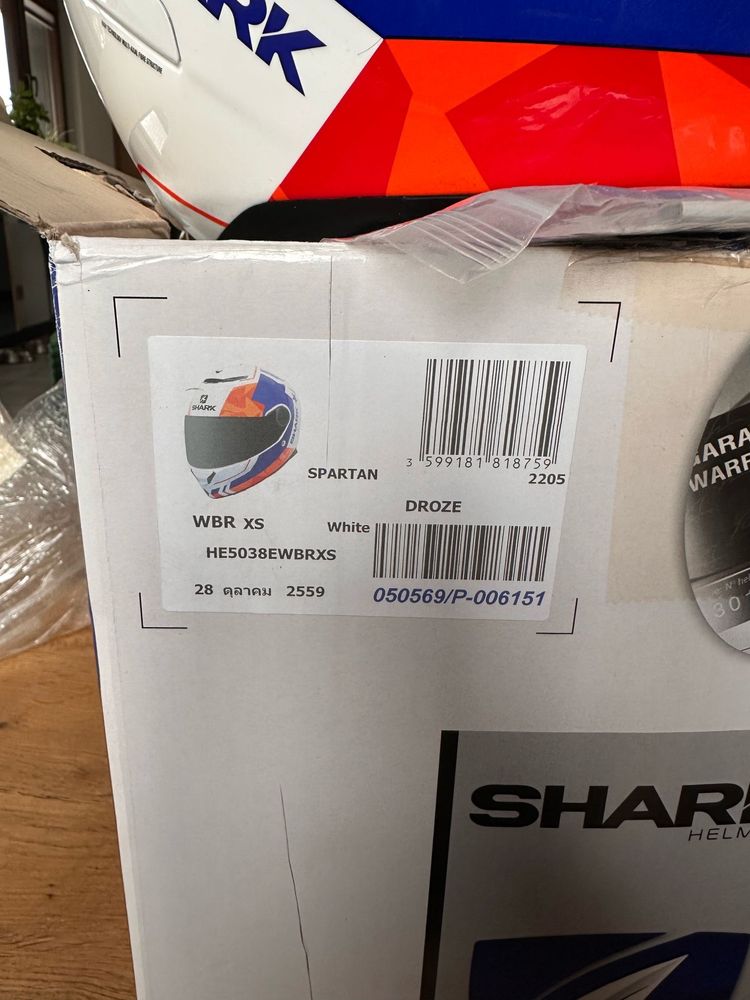 SHARK
SPARTAN
3 599181 818759
2205
DROZE
WBR XS
White
HE5038EWBRXS
28 ตุลาคม 2559
050569/P-006151
SHARK
HELM